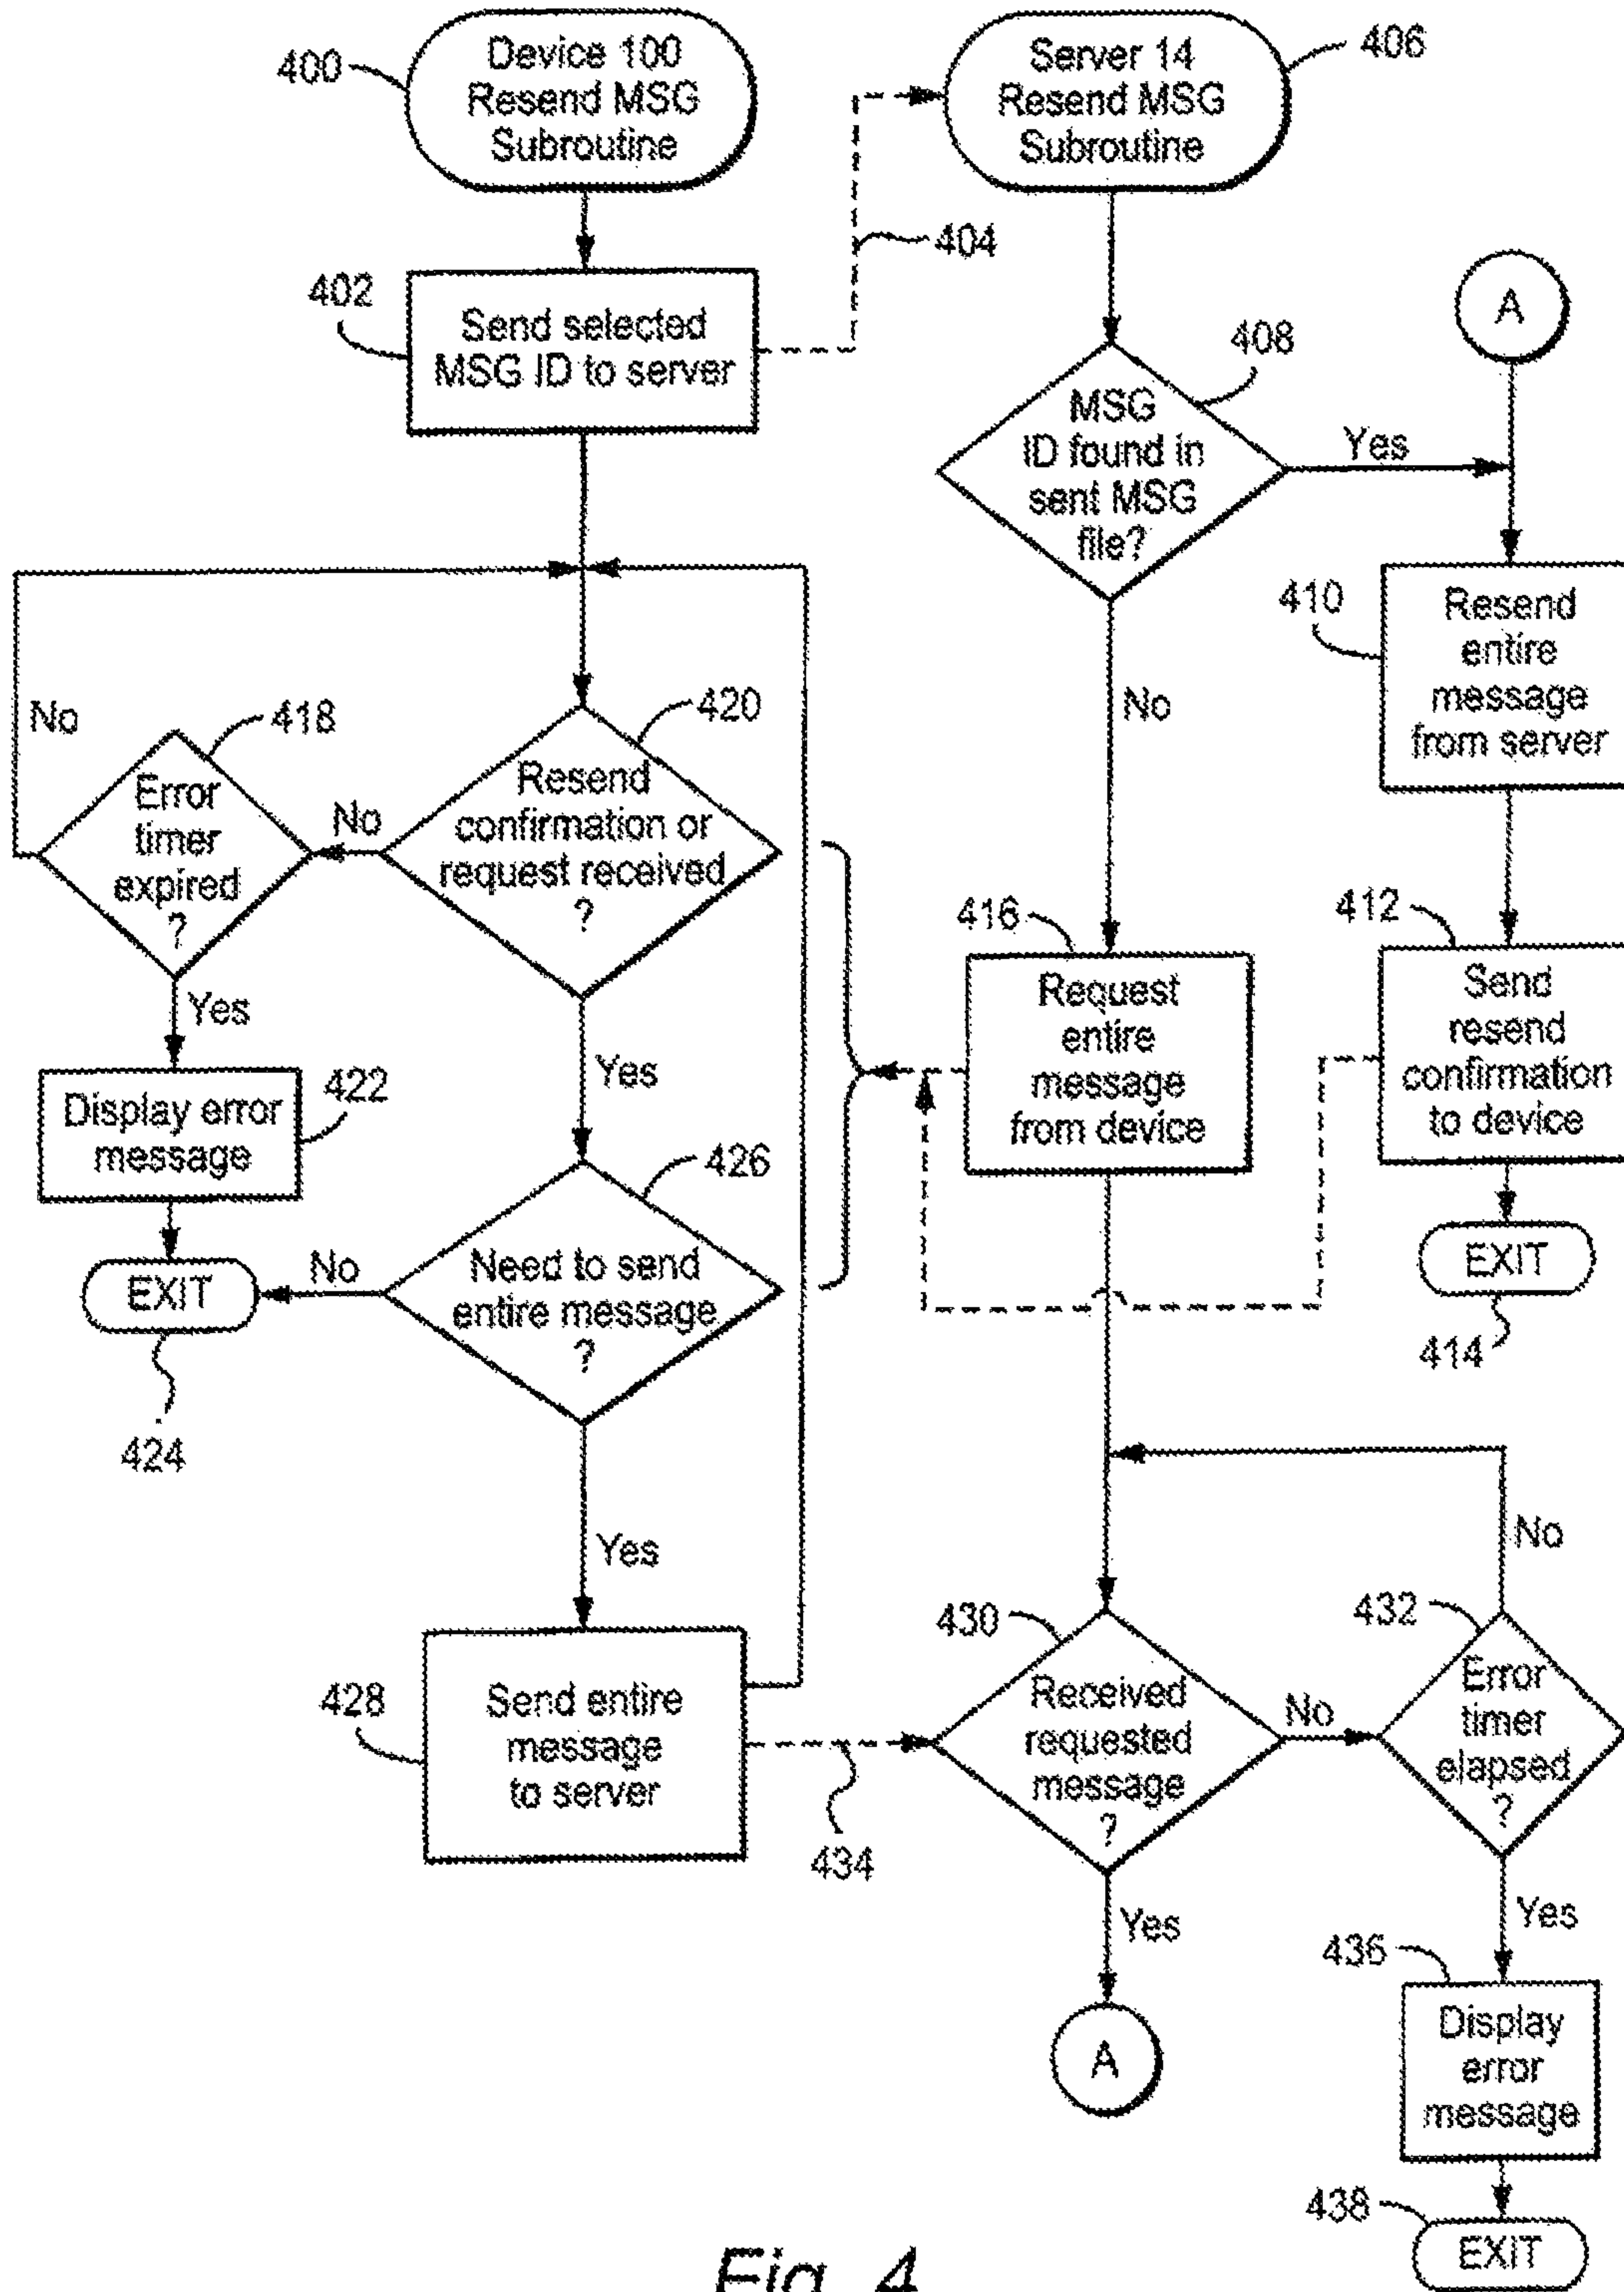 400
Device 100
Resend MSG
Subroutine
Server 14
Resend MSG
Subroutine
406
404
402
Send selected
MSG ID to server
A
408
MSG
ID found in
sent MSG
file?
Yes
No
410
Resend
entire
message
from server
No
418
Error
timer
expired
?
No
420
Resend
confirmation or
request received
?
Yes
Yes
416
Request
entire
message
from device
412
Send
resend
confirmation
to device
Display error
message
422
426
Need to send
entire message
?
No
EXIT
424
EXIT
414
Yes
428
Send entire
message
to server
434
430
Received
requested
message
?
No
432
Error
timer
elapsed
?
No
Yes
A
Yes
436
Display
error
message
438
EXIT
Fig. 4